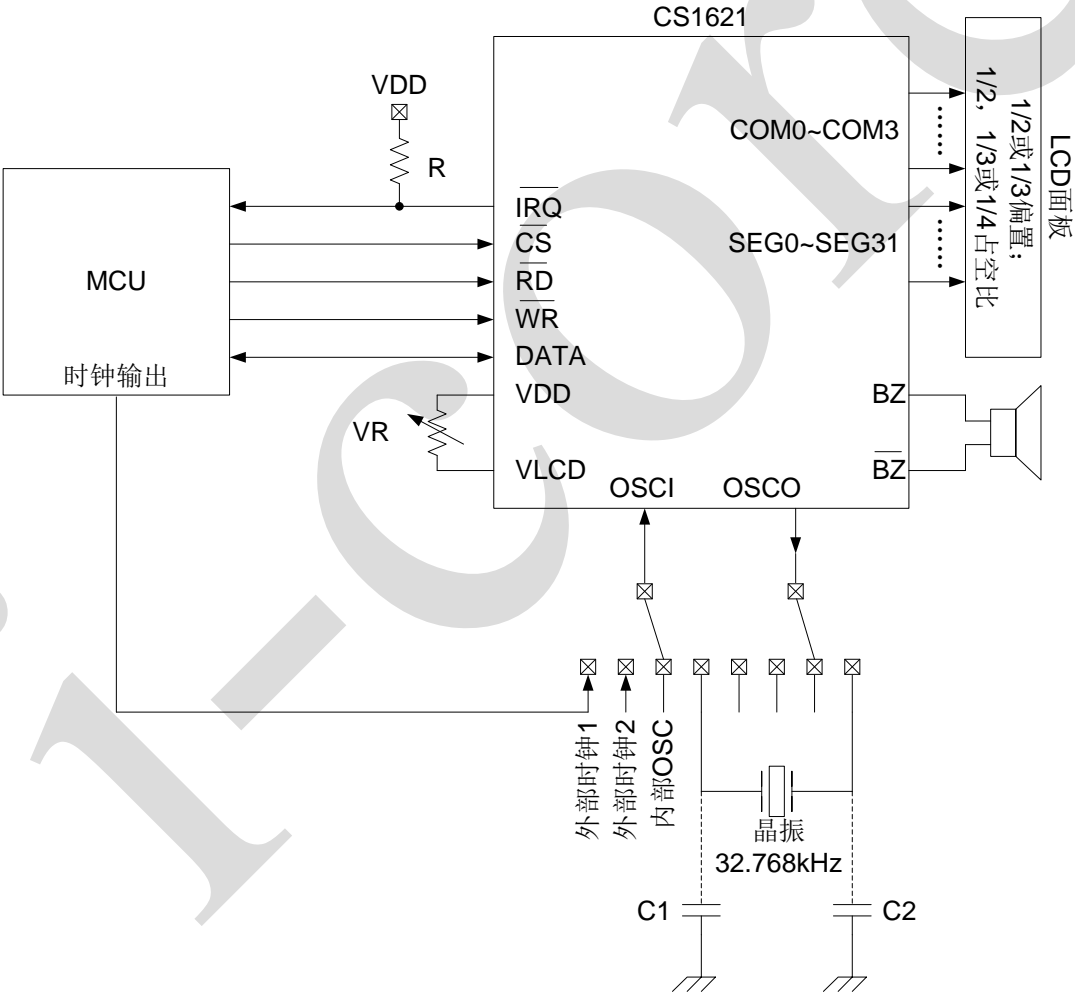 CS1621
VDD
R
MCU
时钟输出
IRQ
CS
RD
WR
DATA
VDD
VLCD
VR
OSCI
OSCO
COM0~COM3
SEG0~SEG31
BZ
BZ
LCD面板
1/2或1/3偏置；
1/2，1/3或1/4占空比
外部时钟1
外部时钟2
内部OSC
晶振
32.768kHz
C1
C2
i-core